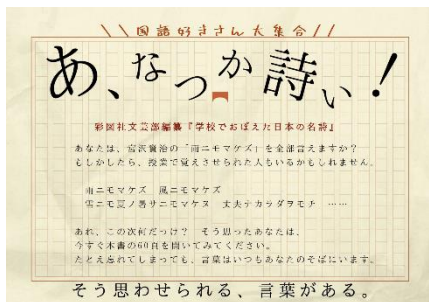 \\国語好きさん大集合//
あ、なつか詩い!
彩図社文芸部編纂『学校でおぼえた日本の名詩』
あなたは、宮沢賢治の「雨ニモマケズ」を全部言えますか?
もしかしたら、授業で覚えさせられた人もいるかもしれません。
雨ニモマケズ 風ニモマケズ
雪ニモ夏ノ暑サニモマケヌ 丈夫ナカラダヲモチ ……
あれ、この次何だっけ? そう思ったあなたは、
今すぐ本書の60頁を開いてみてください。
たとえ忘れてしまっても、言葉はいつもあなたのそばにいます。
そう思わせられる、言葉がある。